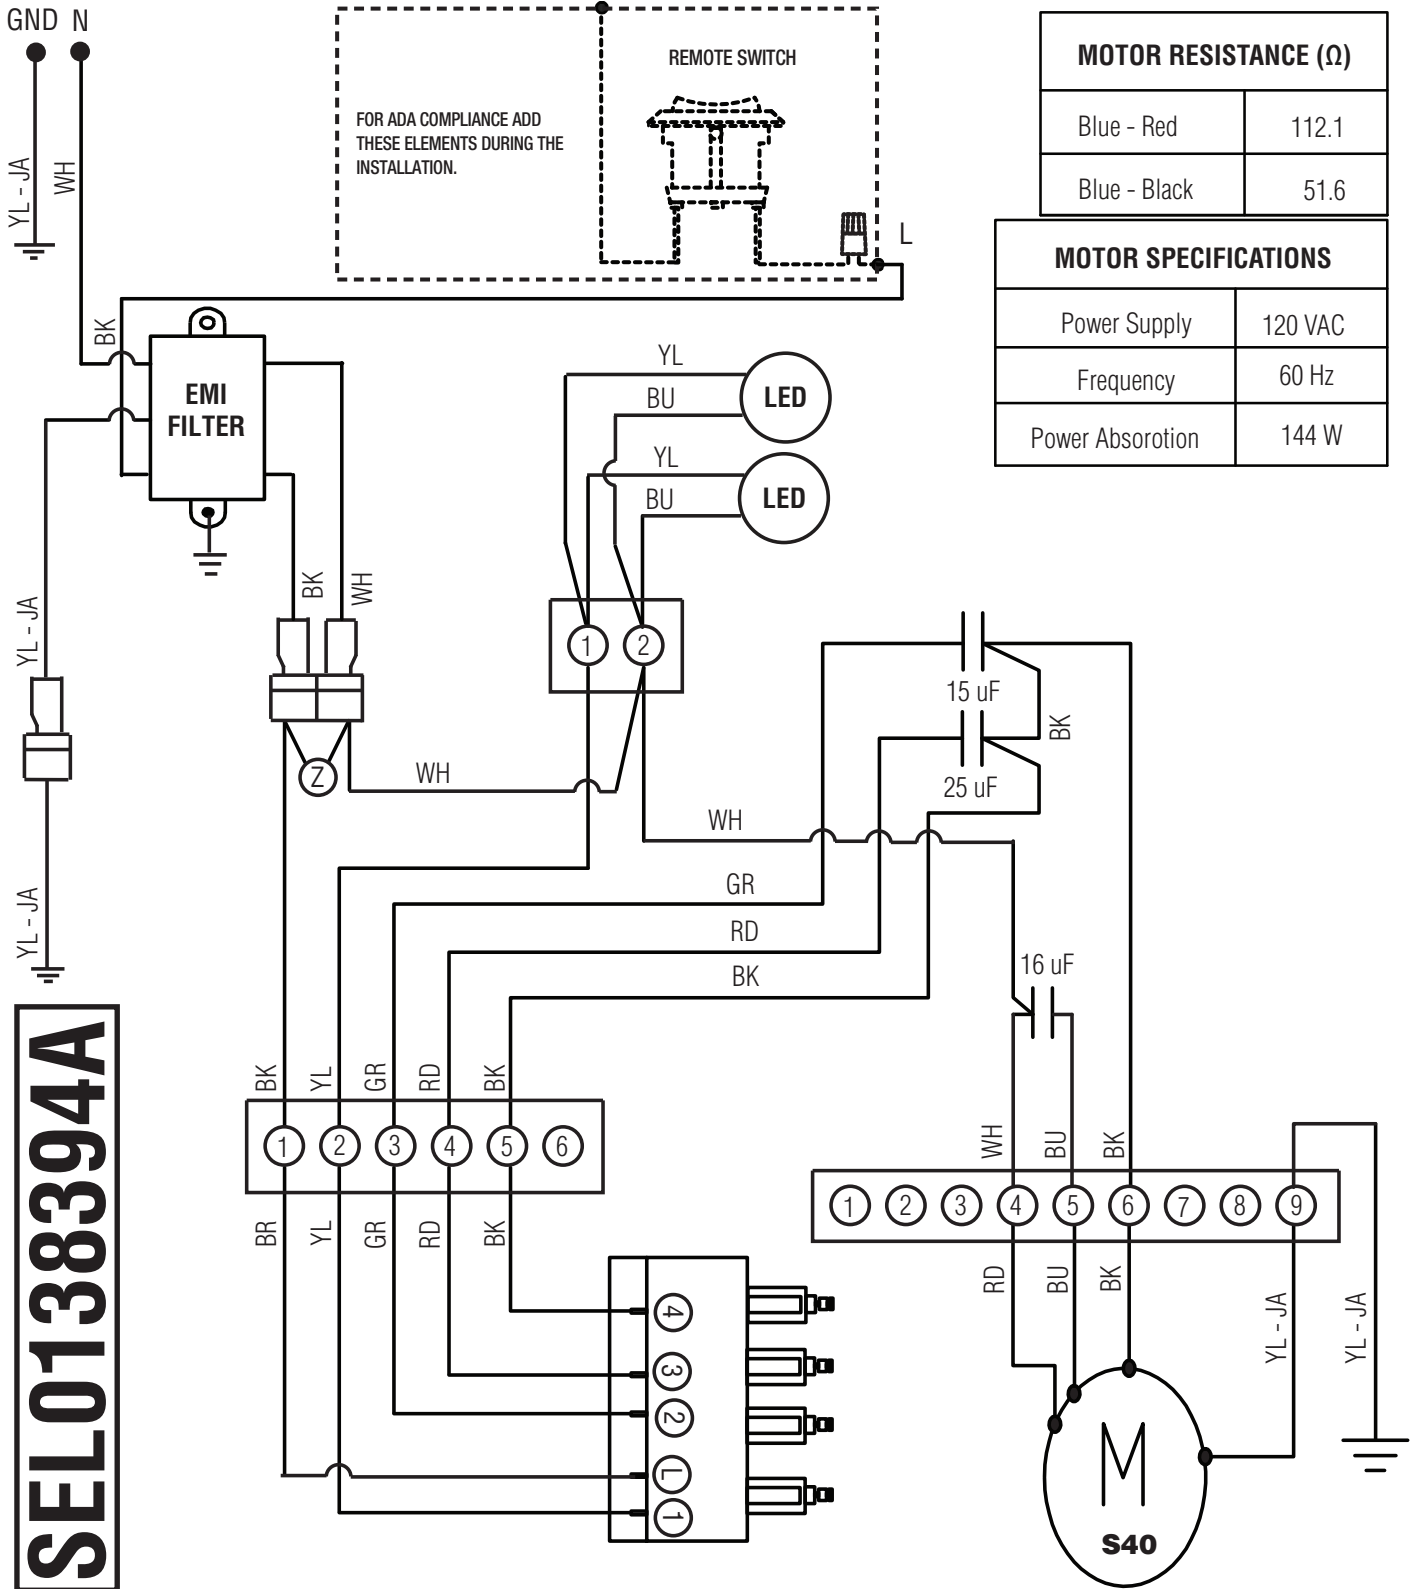 GND N
REMOTE SWITCH
FOR ADA COMPLIANCE ADD
THESE ELEMENTS DURING THE
INSTALLATION.
MOTOR RESISTANCE (Ω)
Blue - Red 112.1
Blue - Black 51.6
MOTOR SPECIFICATIONS
Power Supply 120 VAC
Frequency 60 Hz
Power Absorotion 144 W
YL - JA
WH
L
BK
EMI
FILTER
YL
BU
LED
YL
BU
LED
BK
WH
YL - JA
1 2
15 uF
BK
25 uF
Z
WH
WH
GR
RD
BK
16 uF
YL - JA
BK YL GR RD BK
1 2 3 4 5 6
BR YL GR RD BK
WH BU BK
1 2 3 4 5 6 7 8 9
RD BU BK YL - JA YL - JA
4
3
2
L
1
M
S40
SEL0138394A